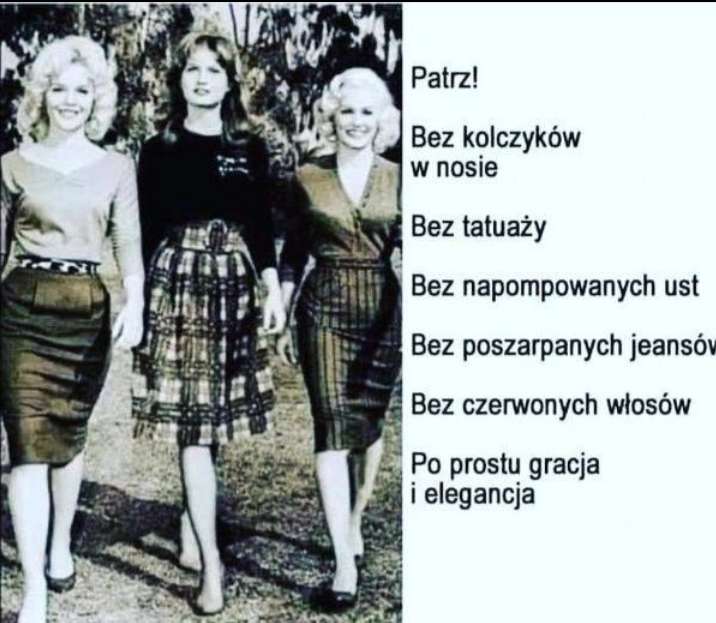 Patrz!
Bez kolczyków
w nosie
Bez tatuaży
Bez napompowanych ust
Bez poszarpanych jeansów
Bez czerwonych włosów
Po prostu gracja
i elegancja